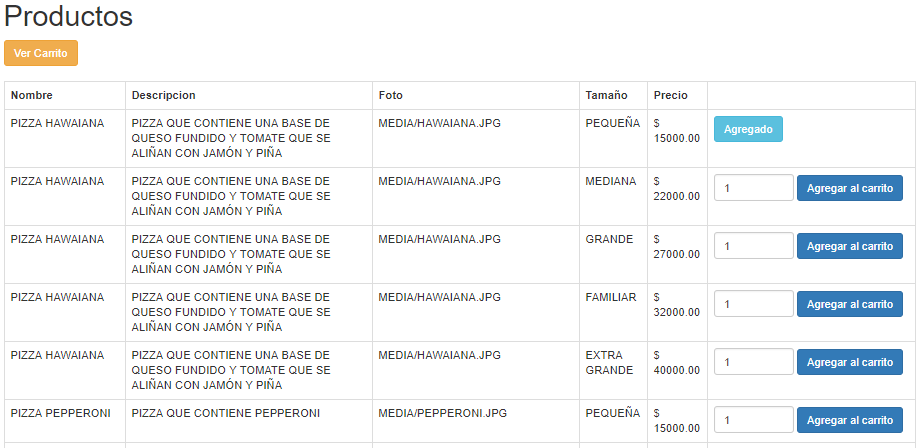 Productos
Ver Carrito
Nombre Descripcion Foto Tamaño Precio
PIZZA HAWAIANA PIZZA QUE CONTIENE UNA BASE DE MEDIA/HAWAIANA.JPG PEQUEÑA $
QUESO FUNDIDO Y TOMATE QUE SE 15000.00 Agregado
ALIÑAN CON JAMÓN Y PIÑA
PIZZA HAWAIANA PIZZA QUE CONTIENE UNA BASE DE MEDIA/HAWAIANA.JPG MEDIANA $
QUESO FUNDIDO Y TOMATE QUE SE 22000.00 1 Agregar al carrito
ALIÑAN CON JAMÓN Y PIÑA
PIZZA HAWAIANA PIZZA QUE CONTIENE UNA BASE DE MEDIA/HAWAIANA.JPG GRANDE $
QUESO FUNDIDO Y TOMATE QUE SE 27000.00 1 Agregar al carrito
ALIÑAN CON JAMÓN Y PIÑA
PIZZA HAWAIANA PIZZA QUE CONTIENE UNA BASE DE MEDIA/HAWAIANA.JPG FAMILIAR $
QUESO FUNDIDO Y TOMATE QUE SE 32000.00 1 Agregar al carrito
ALIÑAN CON JAMÓN Y PIÑA
PIZZA HAWAIANA PIZZA QUE CONTIENE UNA BASE DE MEDIA/HAWAIANA.JPG EXTRA $
QUESO FUNDIDO Y TOMATE QUE SE GRANDE 40000.00 1 Agregar al carrito
ALIÑAN CON JAMÓN Y PIÑA
PIZZA PEPPERONI PIZZA QUE CONTIENE PEPPERONI MEDIA/PEPPERONI.JPG PEQUEÑA $
15000.00 1 Agregar al carrito